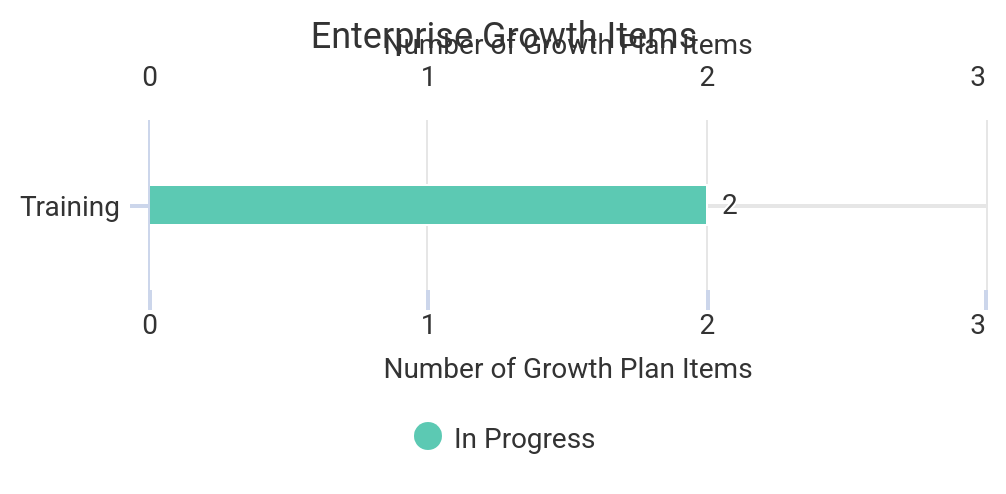 Enterprise Growth Items
Number of Growth Plan Items
0 1 2 3
Training 2
0 1 2 3
Number of Growth Plan Items
In Progress